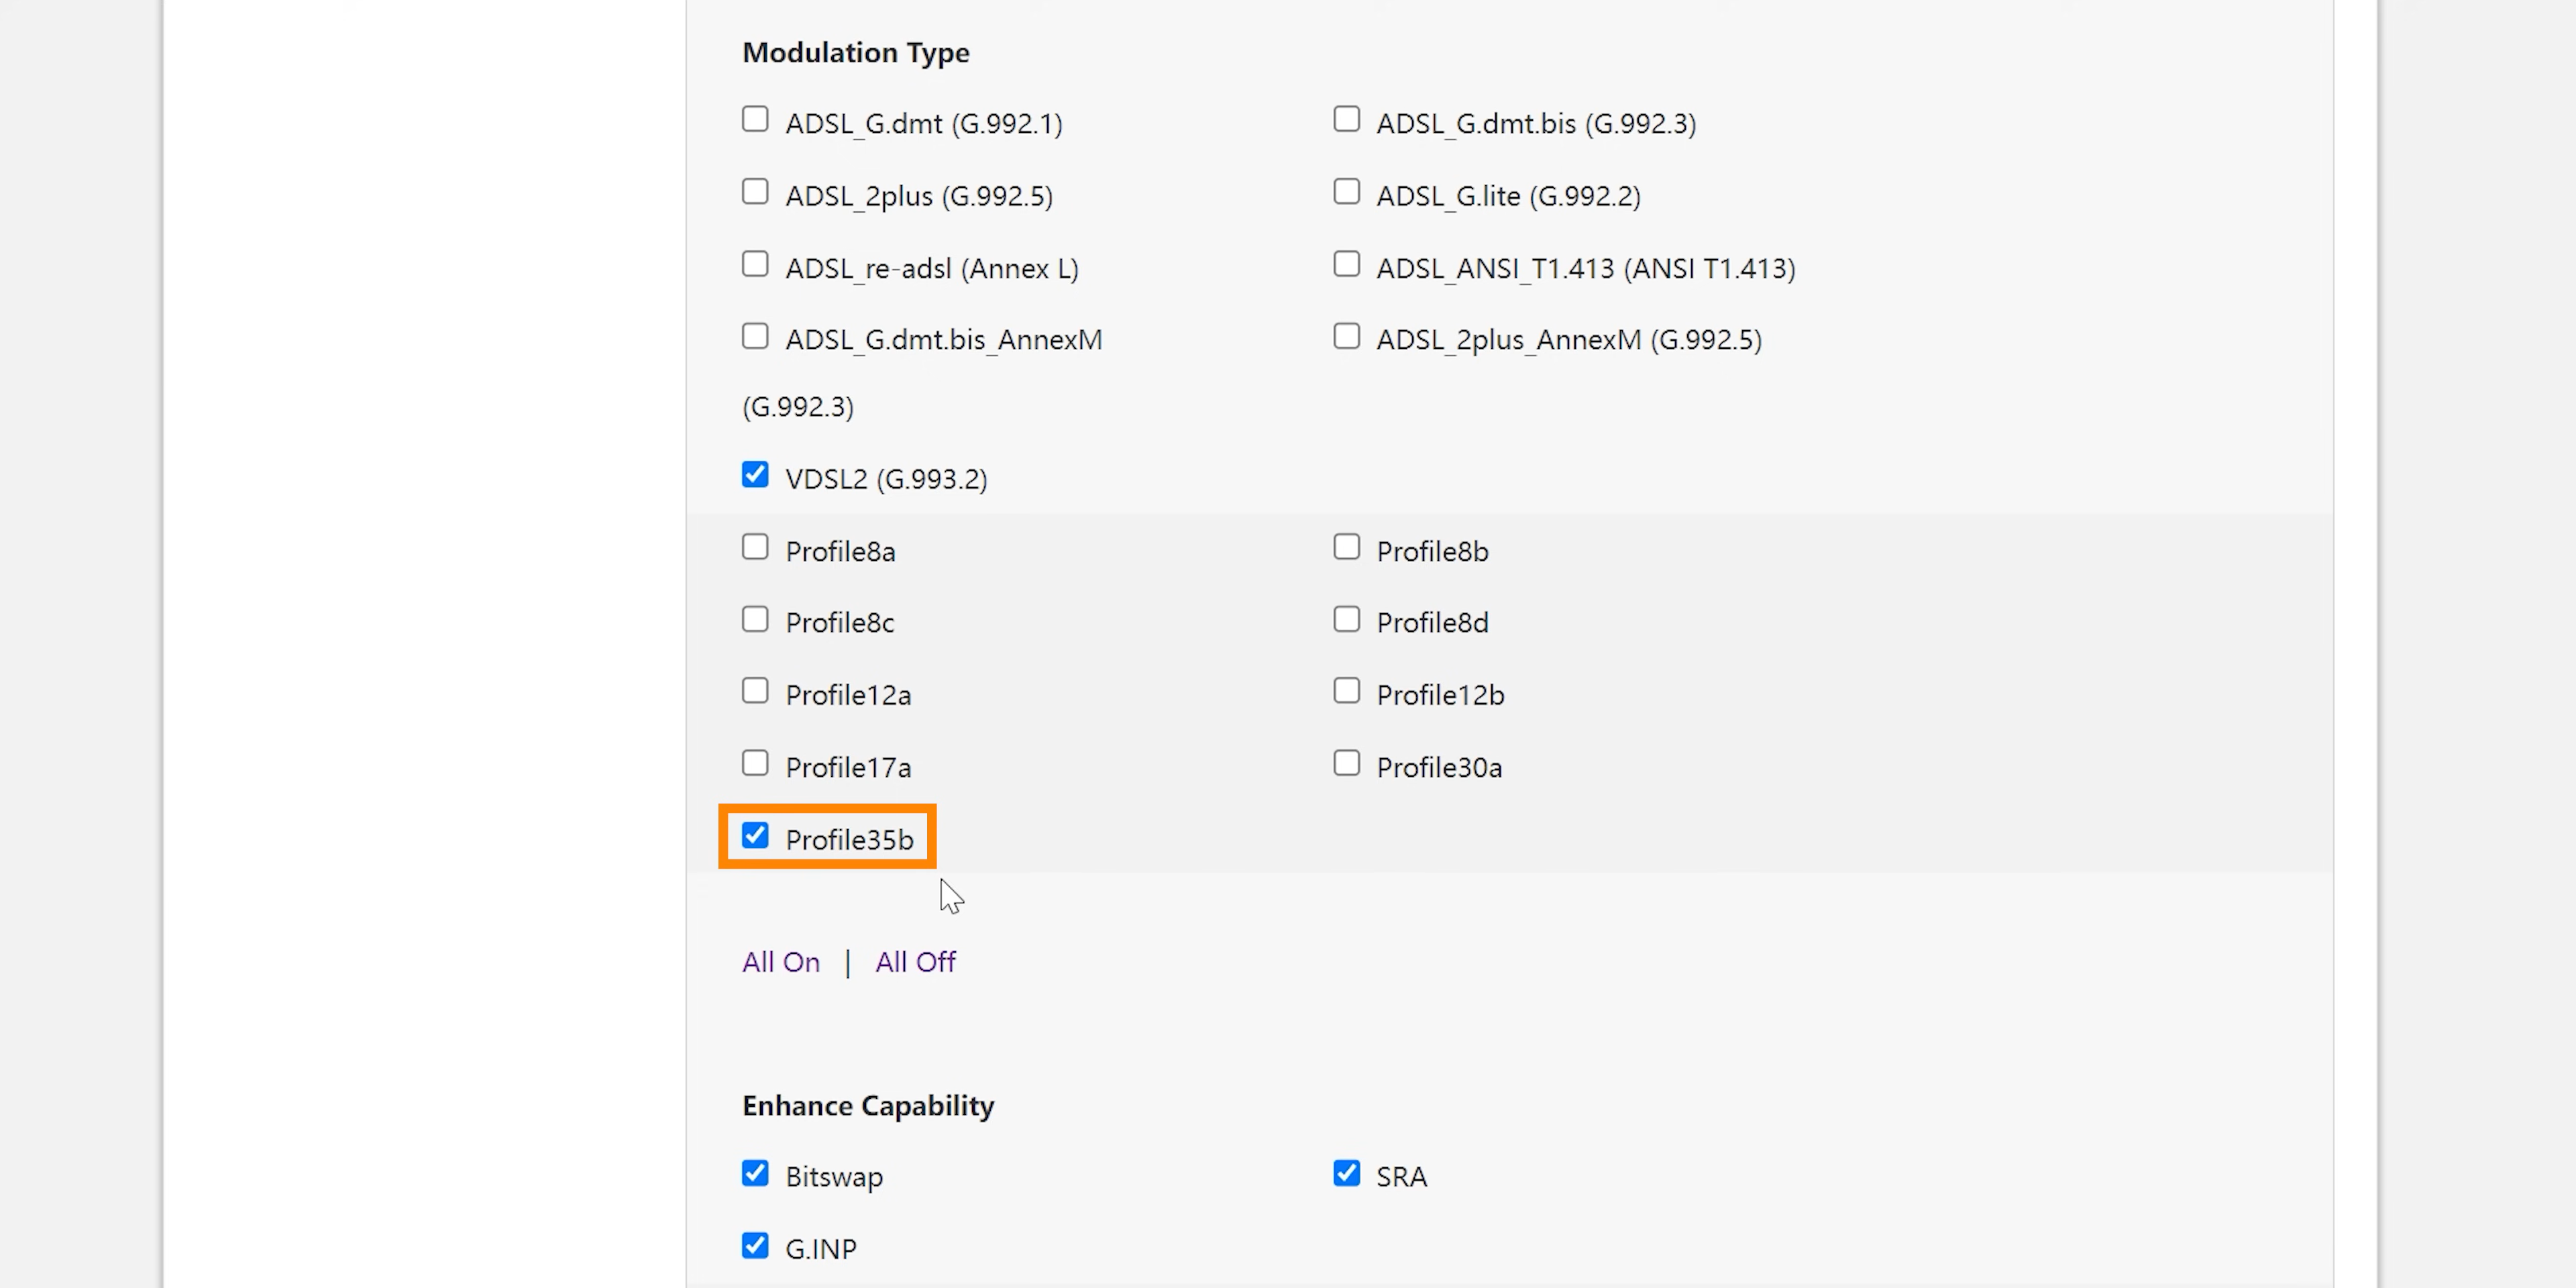 Modulation Type
ADSL_G.dmt (G.992.1)
ADSL_G.dmt.bis (G.992.3)
ADSL_2plus (G.992.5)
ADSL_G.lite (G.992.2)
ADSL_re-adsl (Annex L)
ADSL_ANSI_T1.413 (ANSI T1.413)
ADSL_G.dmt.bis_AnnexM
(G.992.3)
ADSL_2plus_AnnexM (G.992.5)
VDSL2 (G.993.2)
Profile8a
Profile8b
Profile8c
Profile8d
Profile12a
Profile12b
Profile17a
Profile30a
Profile35b
All On | All Off
Enhance Capability
Bitswap
SRA
G.INP